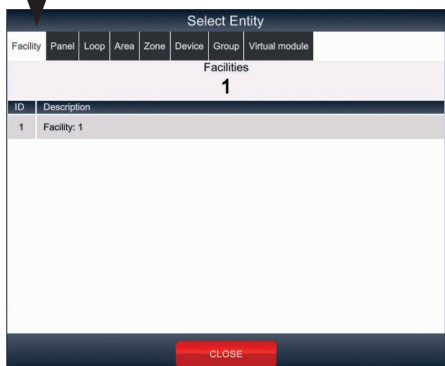 Select Entity
Facility Panel Loop Area Zone Device Group Virtual module
Facilities
1
ID Description
1 Facility: 1
CLOSE